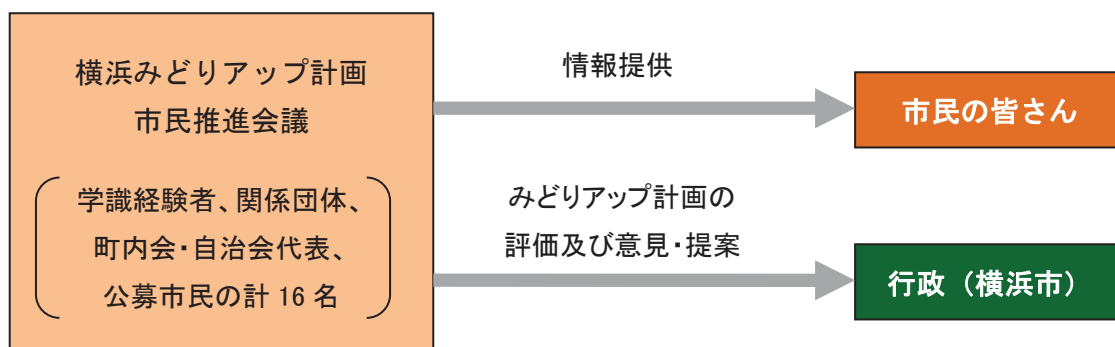 横浜みどりアップ計画
市民推進会議
学識経験者、関係団体、
町内会・自治会代表、
公募市民の計 16 名
情報提供
市民の皆さん
みどりアップ計画の
評価及び意見・提案
行政（横浜市）